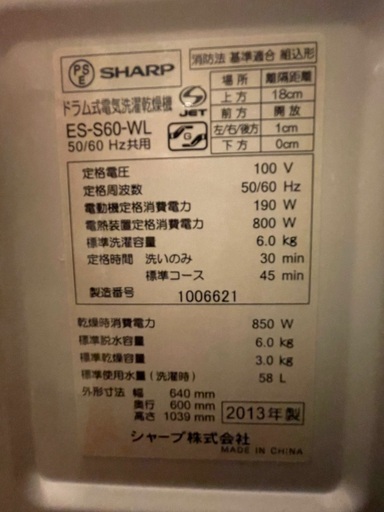 PSE
SHARP
ドラム式電気洗濯乾燥機
ES-S60-WL
50/60 Hz共用
S
JET
G
消防法 基準適合 組込形
場所 離隔距離
上方 18cm
前方 開放
左/右/後方 1cm
下方 0cm
定格電圧 100 V
定格周波数 50/60 Hz
電動機定格消費電力 190 W
電熱装置定格消費電力 800 W
標準洗濯容量 6.0 kg
定格時間 洗いのみ 30 min
標準コース 45 min
製造番号 1006621
乾燥時消費電力 850 W
標準脱水容量 6.0 kg
標準乾燥容量 3.0 kg
標準使用水量(洗濯時) 58 L
外形寸法 幅 640 mm
奥行 600 mm
高さ 1039 mm
2013年製
シャープ株式会社
MADE IN CHINA